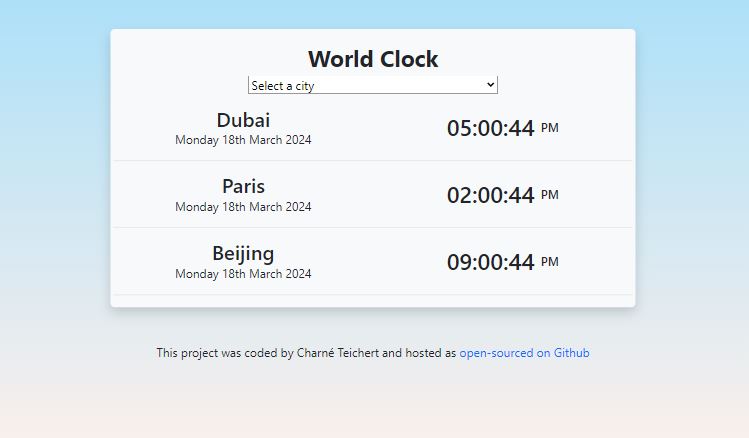 World Clock
Select a city
Dubai
Monday 18th March 2024
05:00:44 PM
Paris
Monday 18th March 2024
02:00:44 PM
Beijing
Monday 18th March 2024
09:00:44 PM
This project was coded by Charné Teichert and hosted as open-sourced on Github